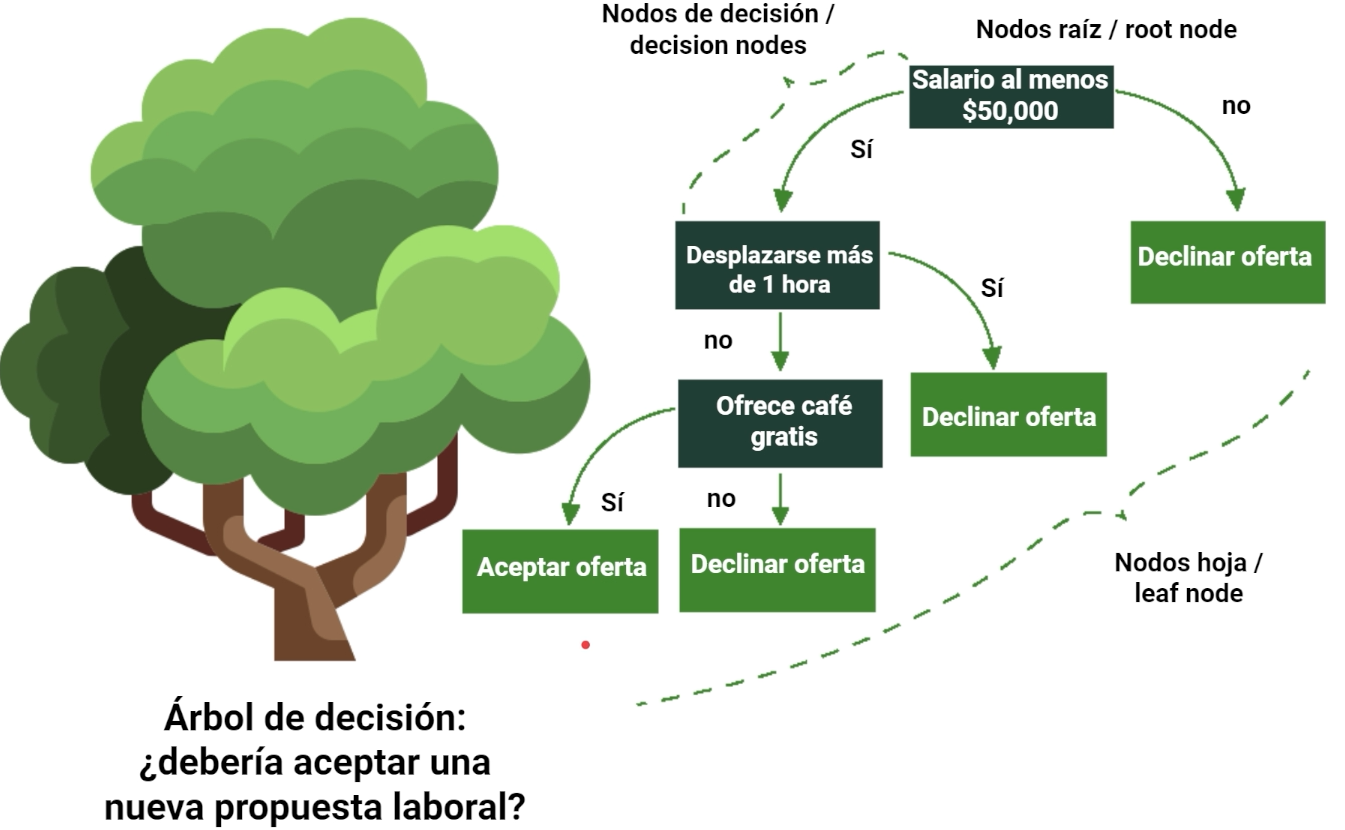 Nodos de decisión /
decision nodes
Nodos raíz / root node
Salario al menos
$50,000
no
Sí
Desplazarse más
de 1 hora
Declinar oferta
Sí
no
Ofrece café
gratis
Declinar oferta
Sí
no
Aceptar oferta
Declinar oferta
Nodos hoja /
leaf node
Árbol de decisión:
¿debería aceptar una
nueva propuesta laboral?